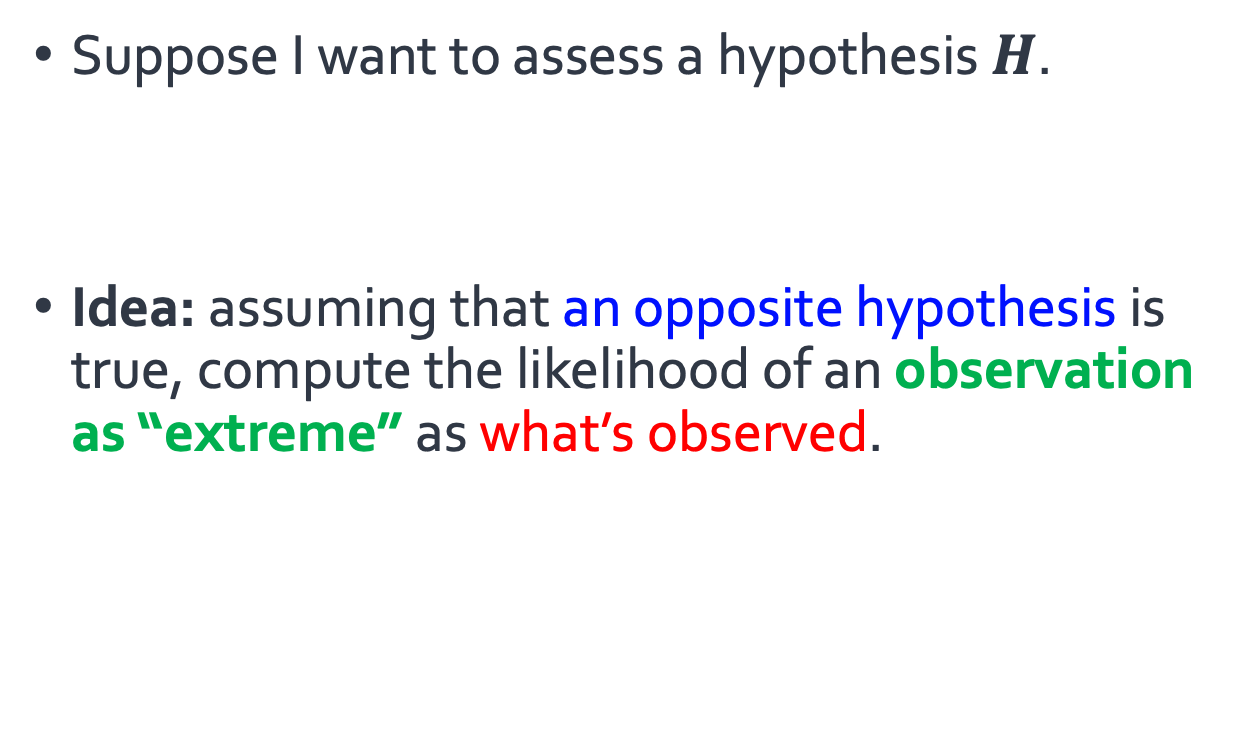 • Suppose I want to assess a hypothesis H.
• Idea: assuming that an opposite hypothesis is
true, compute the likelihood of an observation
as “extreme” as what’s observed.